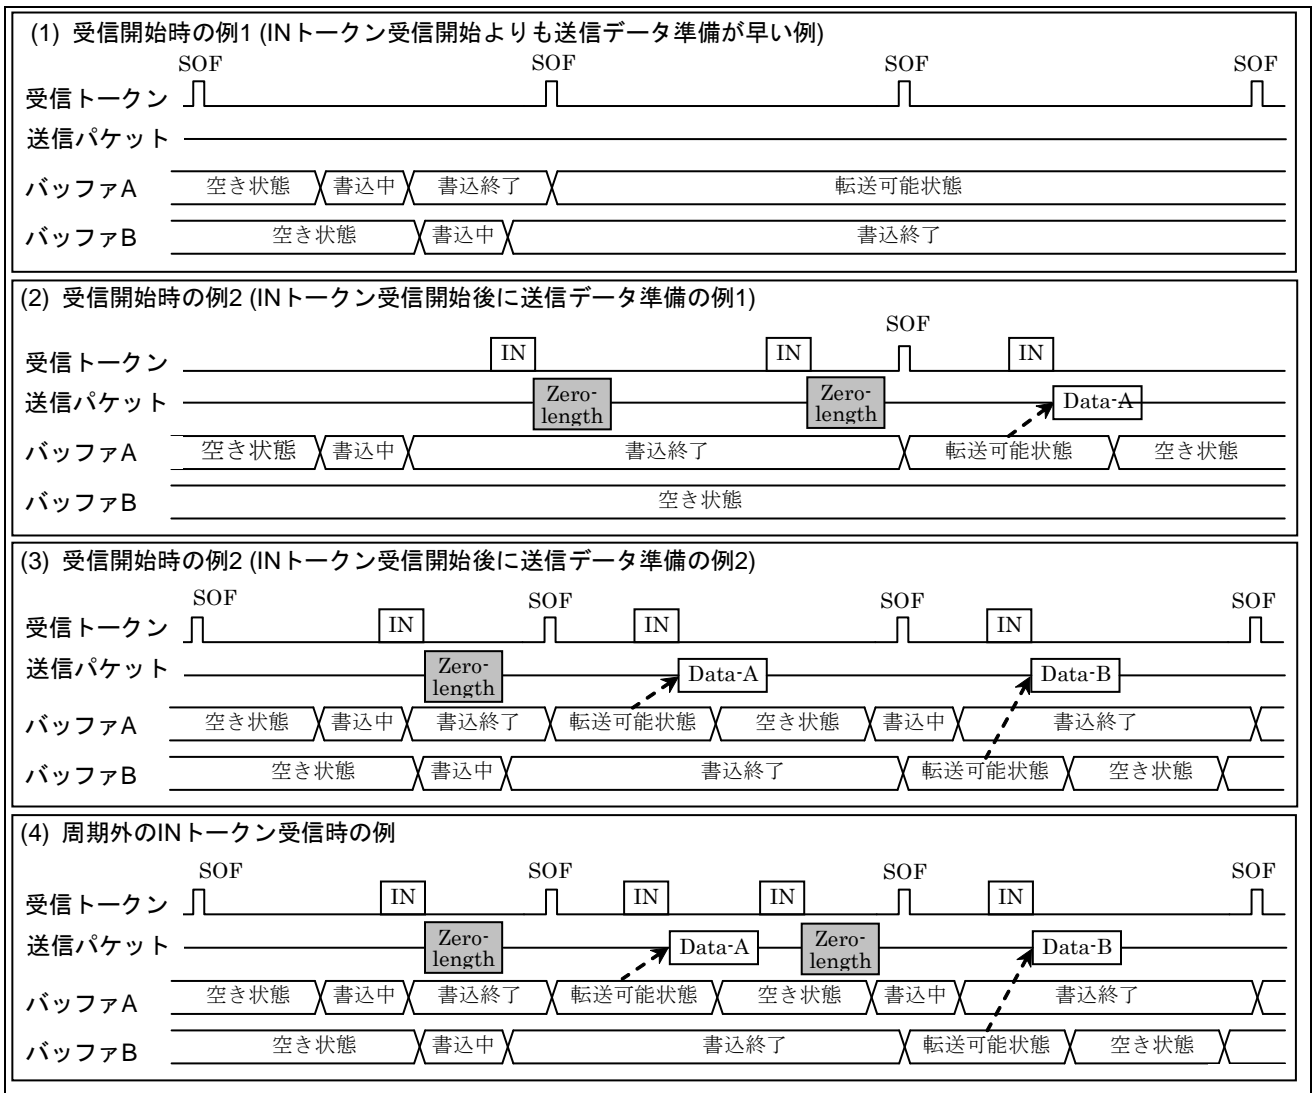 (1) 受信開始時の例1 (INトークン受信開始よりも送信データ準備が早い例)
SOF SOF SOF SOF
受信トークン
送信パケット
バッファA 空き状態 書込中 書込終了 転送可能状態
バッファB 空き状態 書込中 書込終了
(2) 受信開始時の例2 (INトークン受信開始後に送信データ準備の例1)
SOF
受信トークン IN IN IN
送信パケット Zero-length Zero-length Data-A
バッファA 空き状態 書込中 書込終了 転送可能状態 空き状態
バッファB 空き状態
(3) 受信開始時の例2 (INトークン受信開始後に送信データ準備の例2)
SOF SOF SOF SOF
受信トークン IN IN IN
送信パケット Zero-length Data-A Data-B
バッファA 空き状態 書込中 書込終了 転送可能状態 空き状態 書込中 書込終了
バッファB 空き状態 書込中 書込終了 転送可能状態 空き状態
(4) 周期外のINトークン受信時の例
SOF SOF SOF SOF
受信トークン IN IN IN IN
送信パケット Zero-length Data-A Zero-length Data-B
バッファA 空き状態 書込中 書込終了 転送可能状態 空き状態 書込中 書込終了
バッファB 空き状態 書込中 書込終了 転送可能状態 空き状態